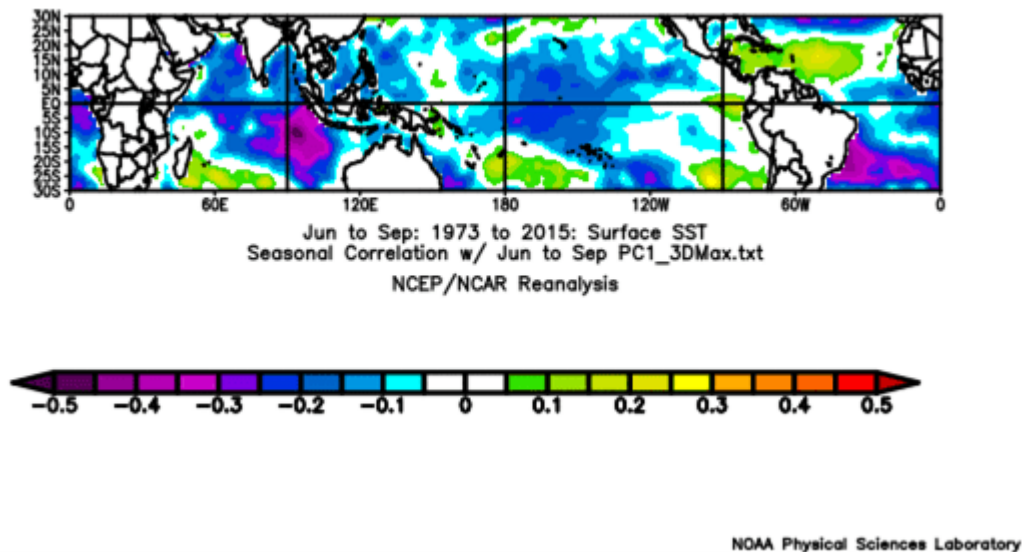 30N
25N
20N
15N
10N
5N
EQ
5S
10S
15S
20S
25S
30S
0 60E 120E 180 120W 60W 0
Jun to Sep: 1973 to 2015: Surface SST
Seasonal Correlation w/ Jun to Sep PC1_3DMax.txt
NCEP/NCAR Reanalysis
-0.5 -0.4 -0.3 -0.2 -0.1 0 0.1 0.2 0.3 0.4 0.5
NOAA Physical Sciences Laboratory